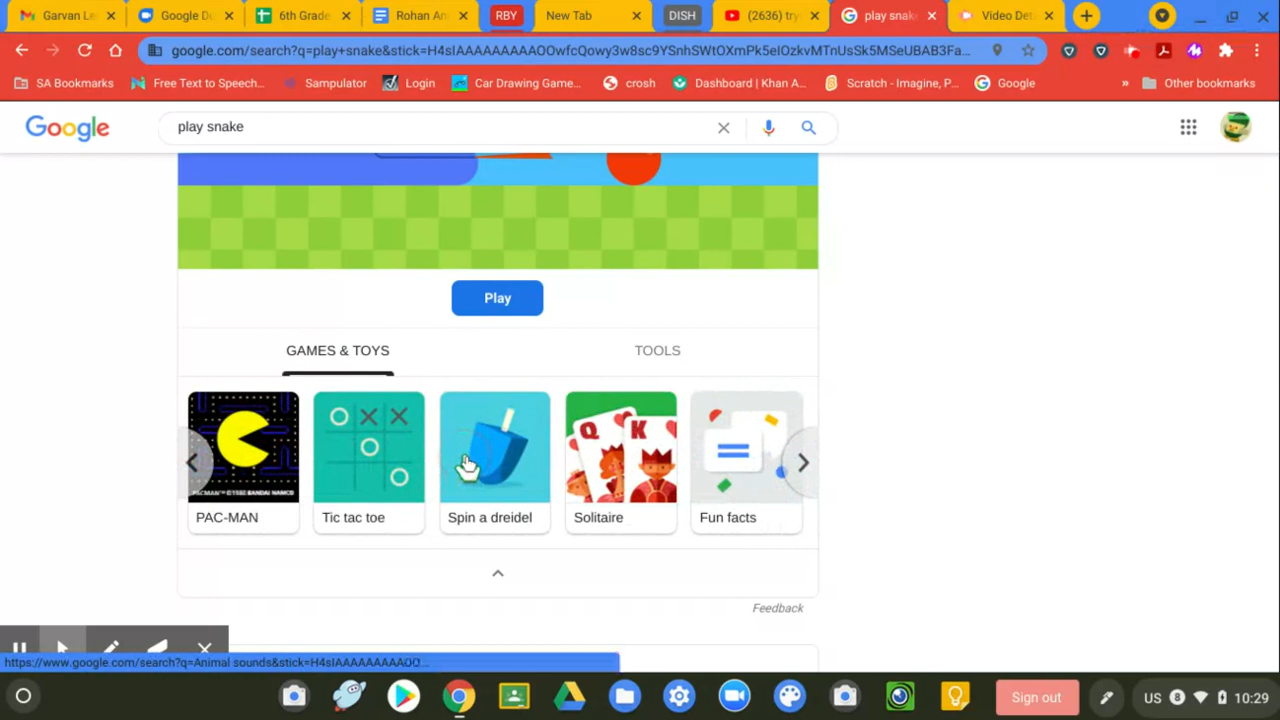 Garvan Le
Google Du
6th Grade
Rohan An
RBY
New Tab
DISH
(2636) try
play snak
Video Det
google.com/search?q=play+snake&stick=
SA Bookmarks
Free Text to Speech...
Sampulator
Login
Car Drawing Game...
crosh
Dashboard | Khan A...
Scratch - Imagine, P...
Google
»
Other bookmarks
Google
play snake
Play
GAMES & TOYS
TOOLS
PAC-MAN
Tic tac toe
Spin a dreidel
Solitaire
Fun facts
Feedback
https://www.google.com/search?q=Animal sounds&stick=H4sIAAAAAAAAOO...
Sign out
US
8
10:29